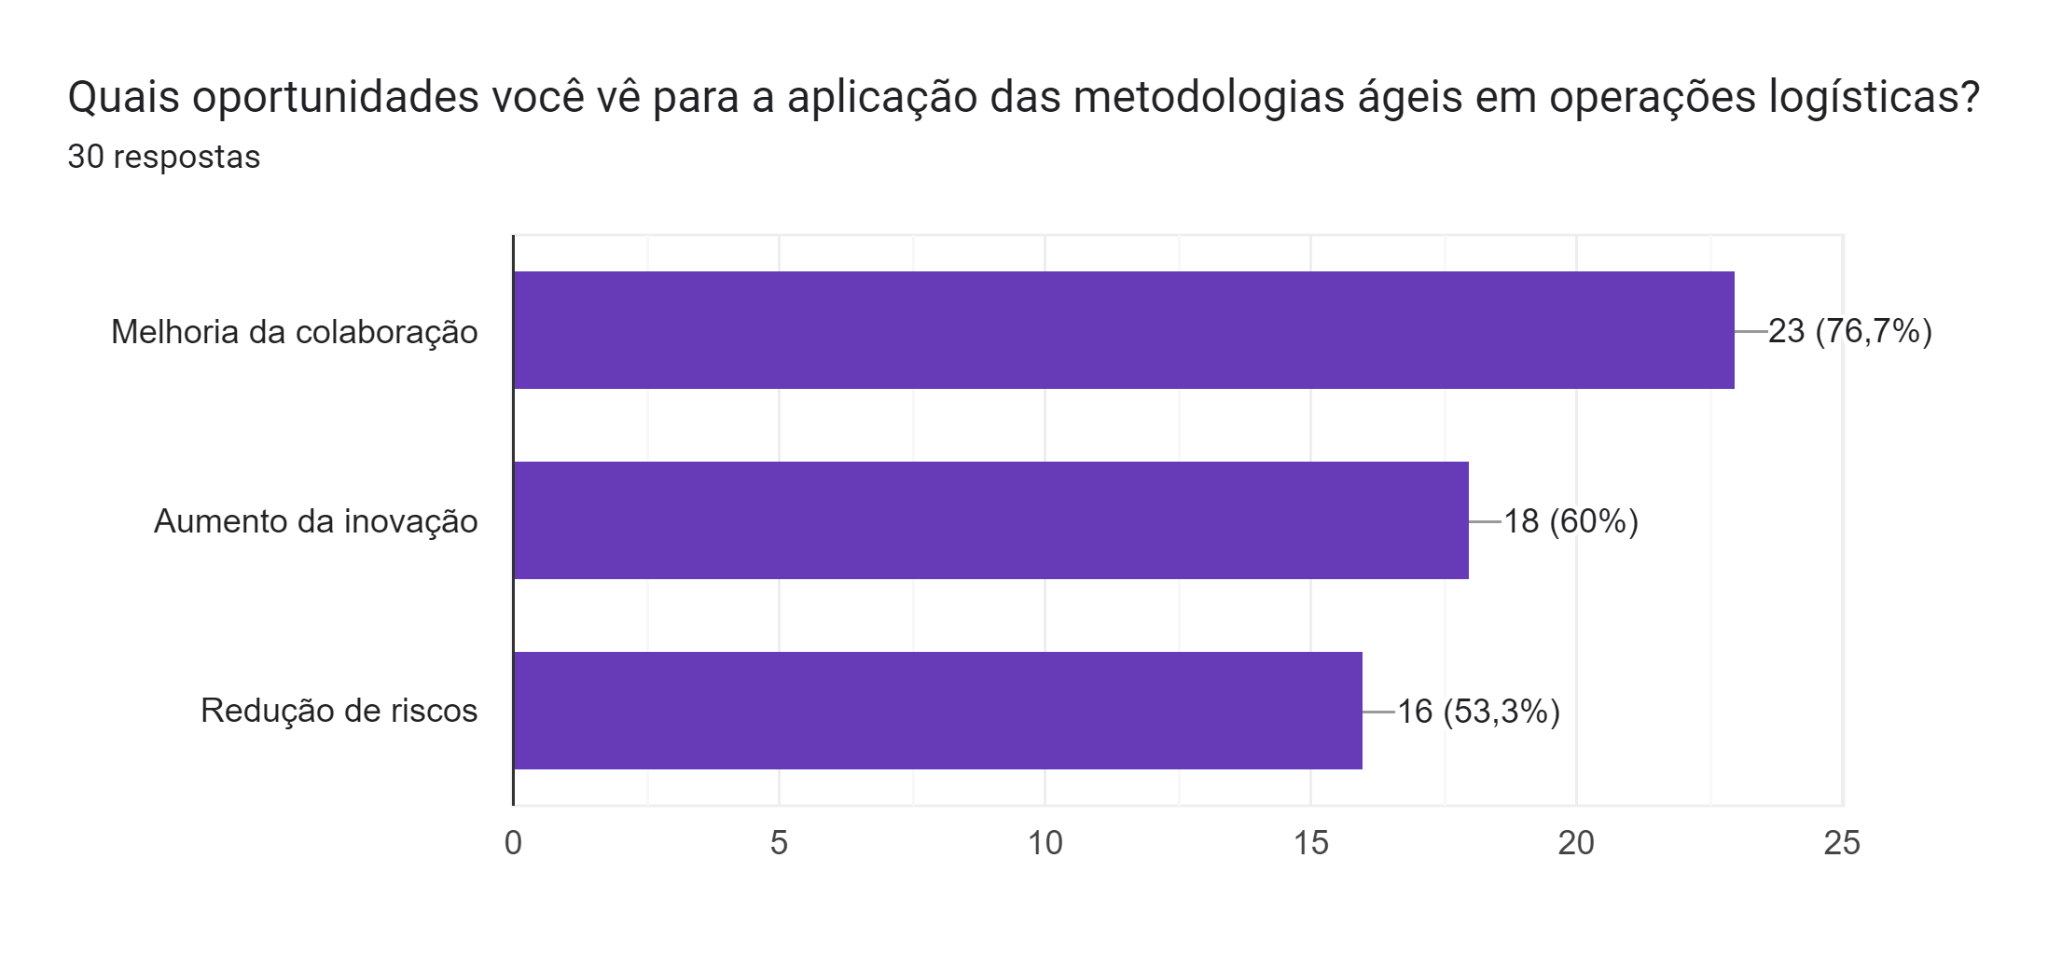 Quais oportunidades você vê para a aplicação das metodologias ágeis em operações logísticas?
30 respostas
Melhoria da colaboração
23 (76,7%)
Aumento da inovação
18 (60%)
Redução de riscos
16 (53,3%)
0 5 10 15 20 25